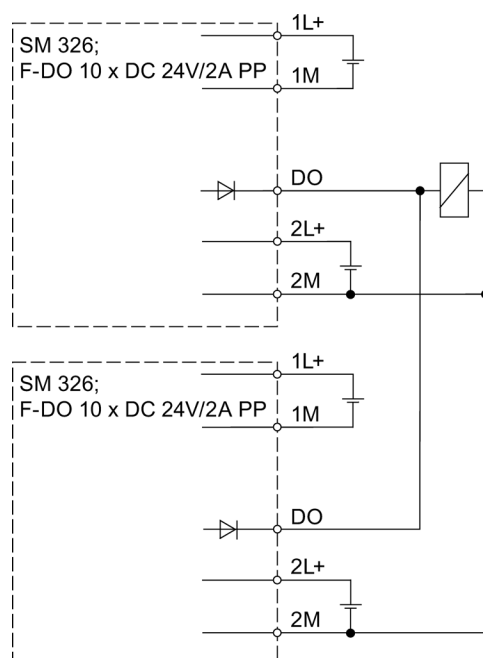 1L+
SM 326;
F-DO 10 x DC 24V/2A PP
1M
DO
2L+
2M
1L+
SM 326;
F-DO 10 x DC 24V/2A PP
1M
DO
2L+
2M